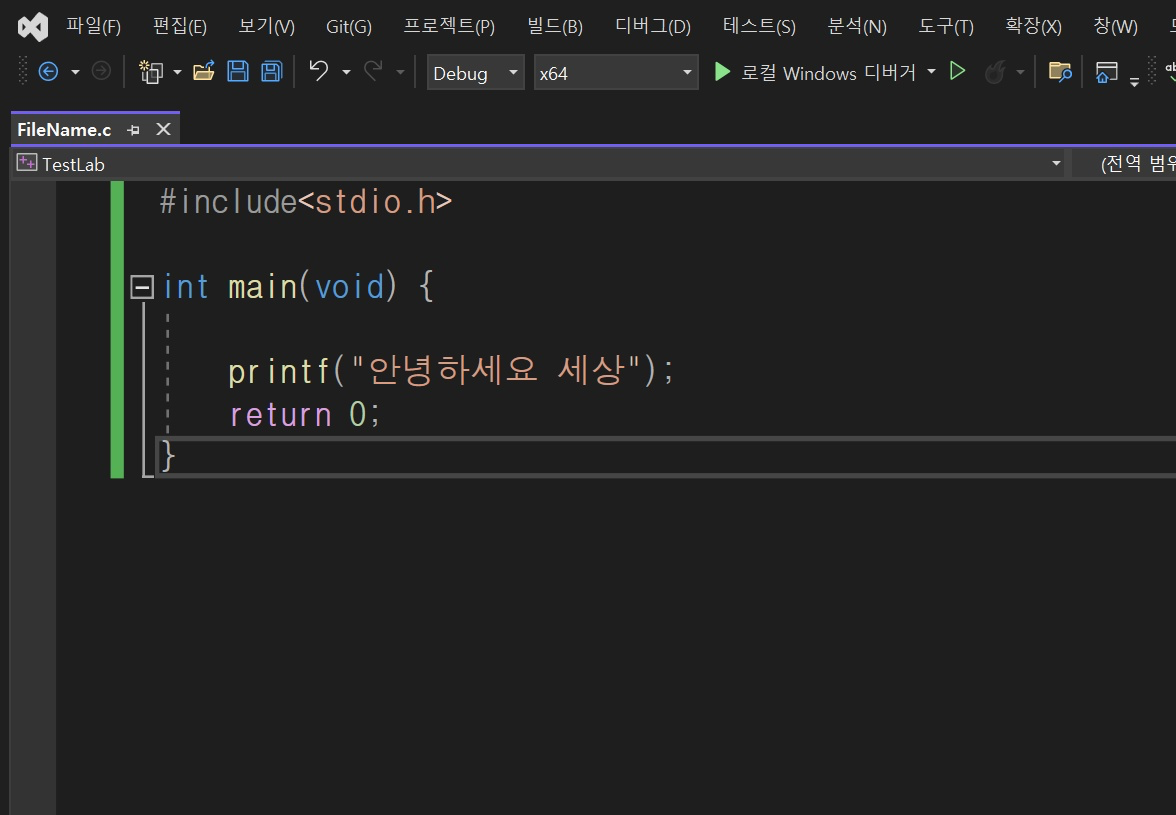 파일(F) 편집(E) 보기(V) Git(G) 프로젝트(P) 빌드(B) 디버그(D) 테스트(S) 분석(N) 도구(T) 확장(X) 창(W)
Debug x64 로컬 Windows 디버거
FileName.c
TestLab (전역 범위
#include<stdio.h>
int main(void) {
printf("안녕하세요 세상");
return 0;
}